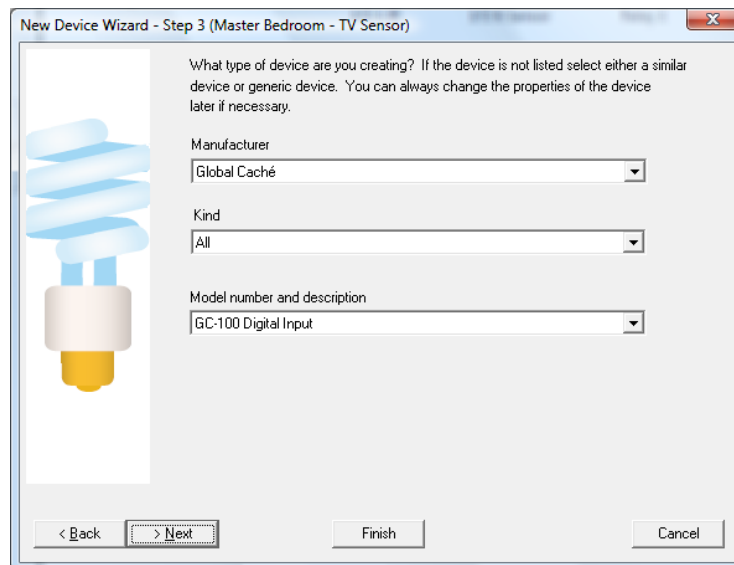 New Device Wizard - Step 3 (Master Bedroom - TV Sensor)
What type of device are you creating? If the device is not listed select either a similar
device or generic device. You can always change the properties of the device
later if necessary.
Manufacturer
Global Caché
Kind
All
Model number and description
GC-100 Digital Input
< Back
> Next
Finish
Cancel